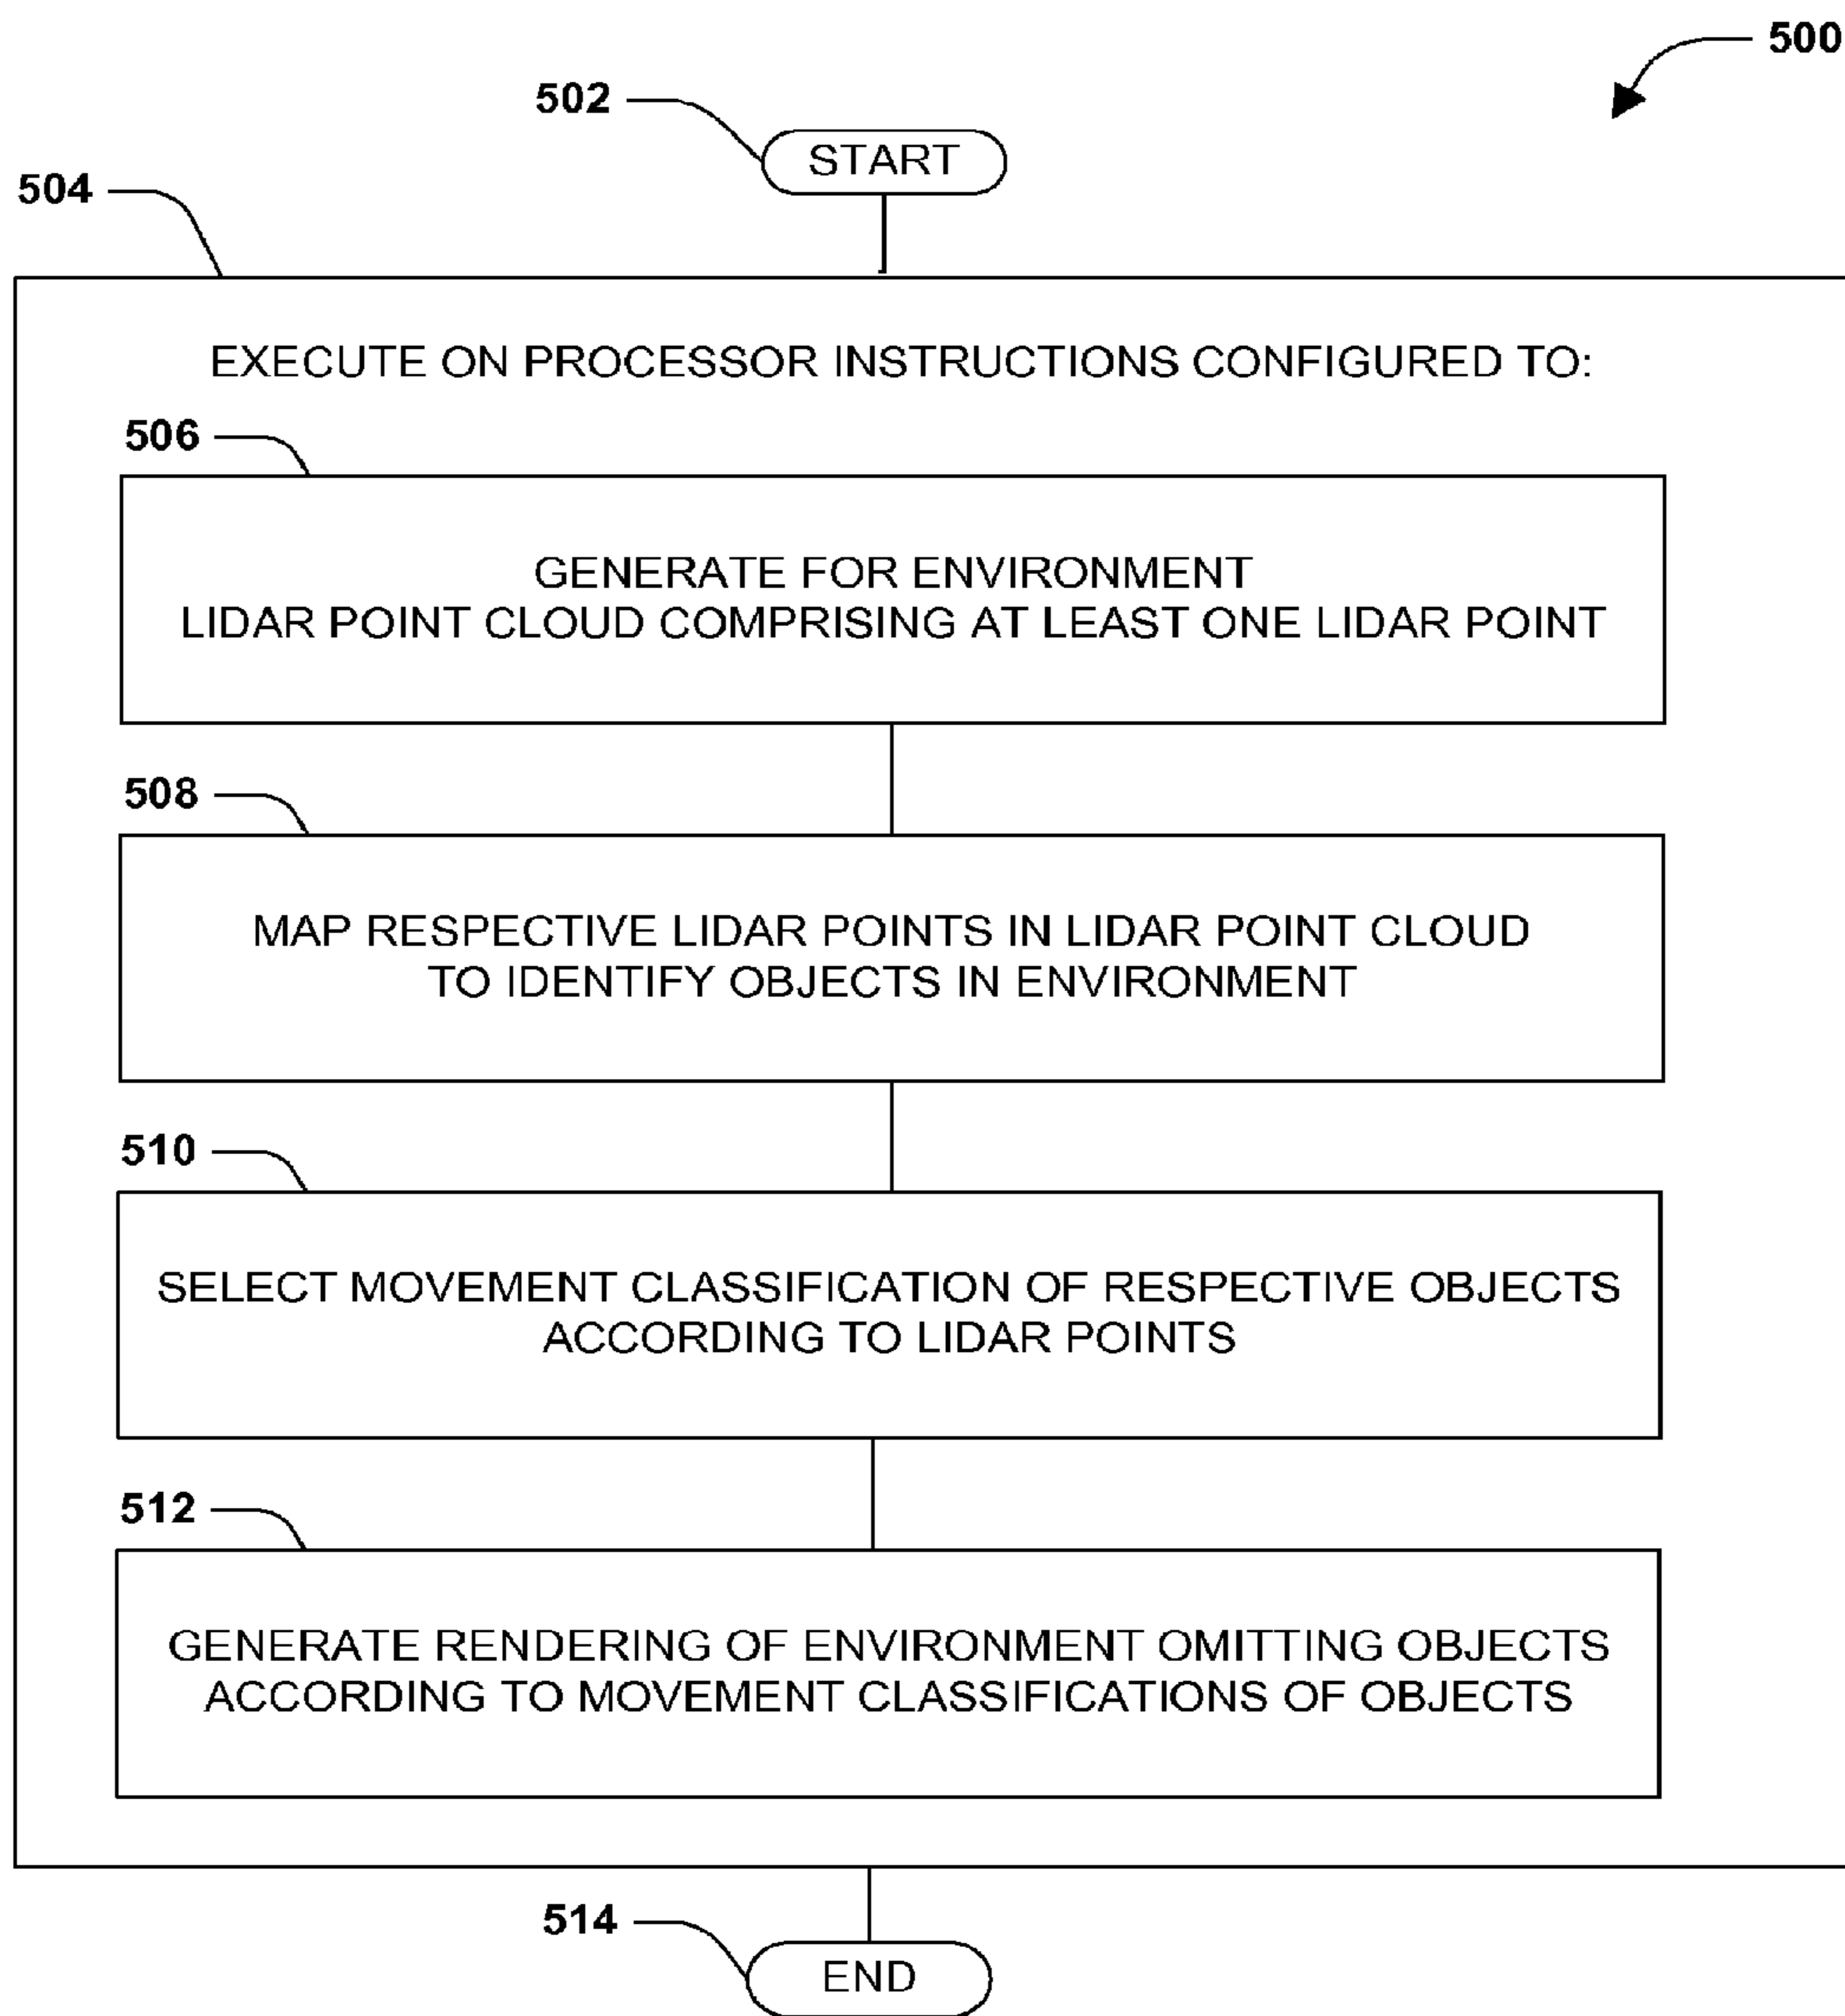 500
502
START
504
EXECUTE ON PROCESSOR INSTRUCTIONS CONFIGURED TO:
506
GENERATE FOR ENVIRONMENT
LIDAR POINT CLOUD COMPRISING AT LEAST ONE LIDAR POINT
508
MAP RESPECTIVE LIDAR POINTS IN LIDAR POINT CLOUD
TO IDENTIFY OBJECTS IN ENVIRONMENT
510
SELECT MOVEMENT CLASSIFICATION OF RESPECTIVE OBJECTS
ACCORDING TO LIDAR POINTS
512
GENERATE RENDERING OF ENVIRONMENT OMITTING OBJECTS
ACCORDING TO MOVEMENT CLASSIFICATIONS OF OBJECTS
514
END